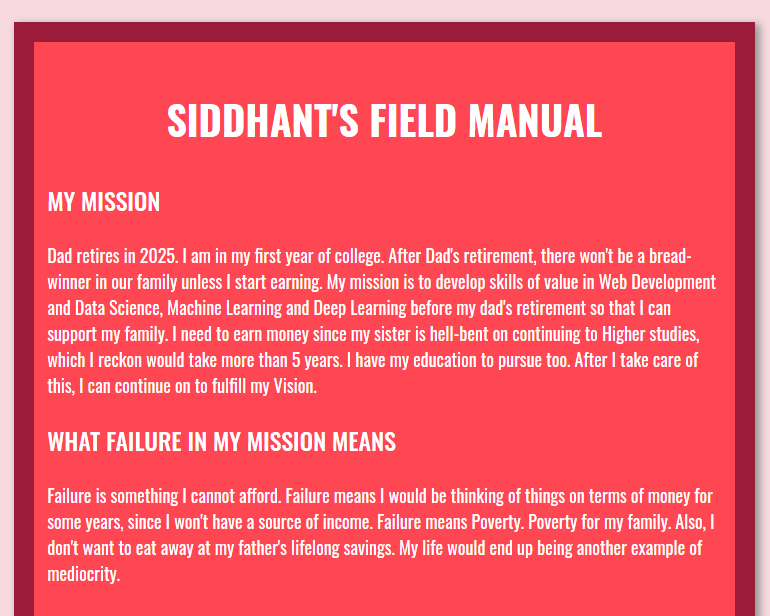 SIDDHANT'S FIELD MANUAL
MY MISSION
Dad retires in 2025. I am in my first year of college. After Dad's retirement, there won't be a bread-
winner in our family unless I start earning. My mission is to develop skills of value in Web Development
and Data Science, Machine Learning and Deep Learning before my dad's retirement so that I can
support my family. I need to earn money since my sister is hell-bent on continuing to Higher studies,
which I reckon would take more than 5 years. I have my education to pursue too. After I take care of
this, I can continue on to fulfill my Vision.
WHAT FAILURE IN MY MISSION MEANS
Failure is something I cannot afford. Failure means I would be thinking of things on terms of money for
some years, since I won't have a source of income. Failure means Poverty. Poverty for my family. Also, I
don't want to eat away at my father's lifelong savings. My life would end up being another example of
mediocrity.